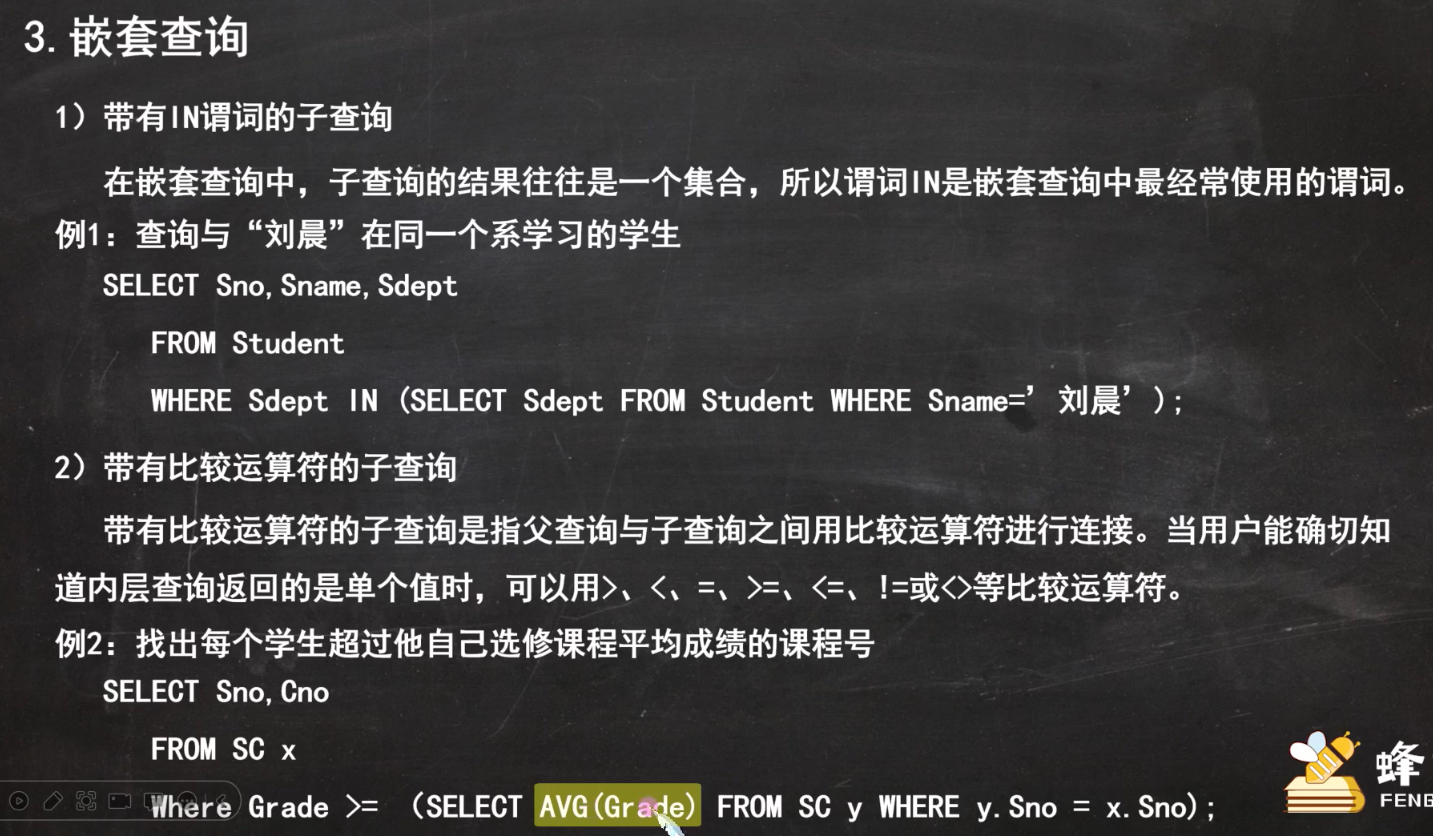 3.嵌套查询
1）带有IN谓词的子查询
在嵌套查询中，子查询的结果往往是一个集合，所以谓词IN是嵌套查询中最经常使用的谓词。
例1：查询与“刘晨”在同一个系学习的学生
SELECT Sno,Sname,Sdept
FROM Student
WHERE Sdept IN (SELECT Sdept FROM Student WHERE Sname=’刘晨’);
2）带有比较运算符的子查询
带有比较运算符的子查询是指父查询与子查询之间用比较运算符进行连接。当用户能确切知
道内层查询返回的是单个值时，可以用>、<、=、>=、<=、!=或<>等比较运算符。
例2：找出每个学生超过他自己选修课程平均成绩的课程号
SELECT Sno,Cno
FROM SC x
Where Grade >= （SELECT AVG(Grade) FROM SC y WHERE y.Sno = x.Sno);
蜂
FENG